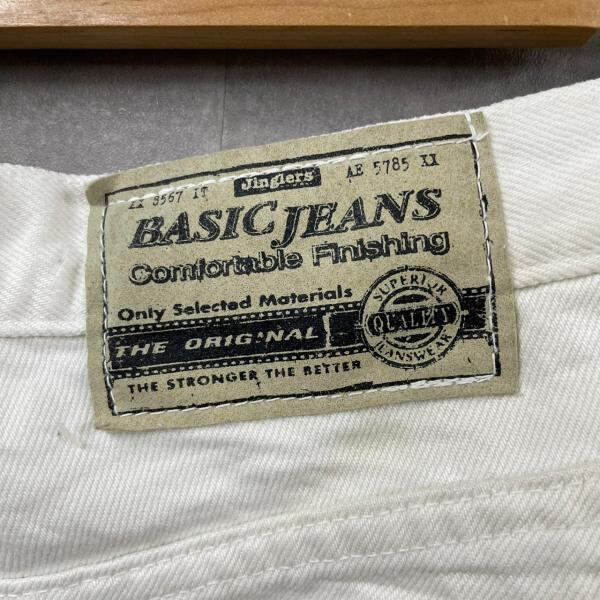 ZX 8567 IT Jinglers AE 5785 XX
BASIC JEANS
Comfortable Finishing
Only Selected Materials
THE ORIGINAL
THE STRONGER THE BETTER
SUPERIOR
QUALITY
JEANSWEAR